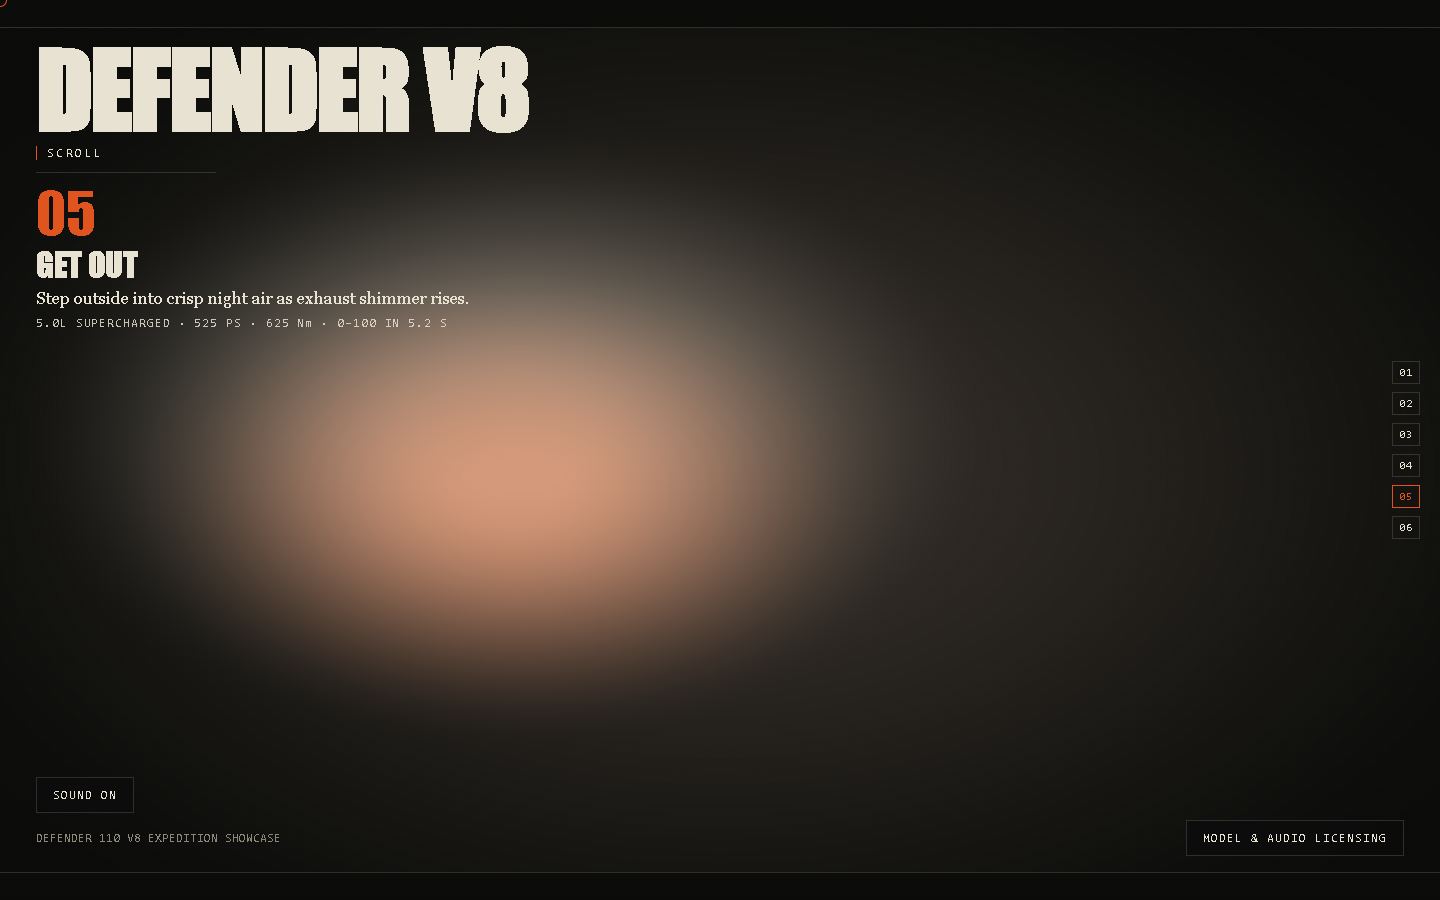 DEFENDER V8
SCROLL
05
GET OUT
Step outside into crisp night air as exhaust shimmer rises.
5.0L SUPERCHARGED · 525 PS · 625 Nm · 0–100 IN 5.2 S
01
02
03
04
05
06
SOUND ON
DEFENDER 110 V8 EXPEDITION SHOWCASE
MODEL & AUDIO LICENSING